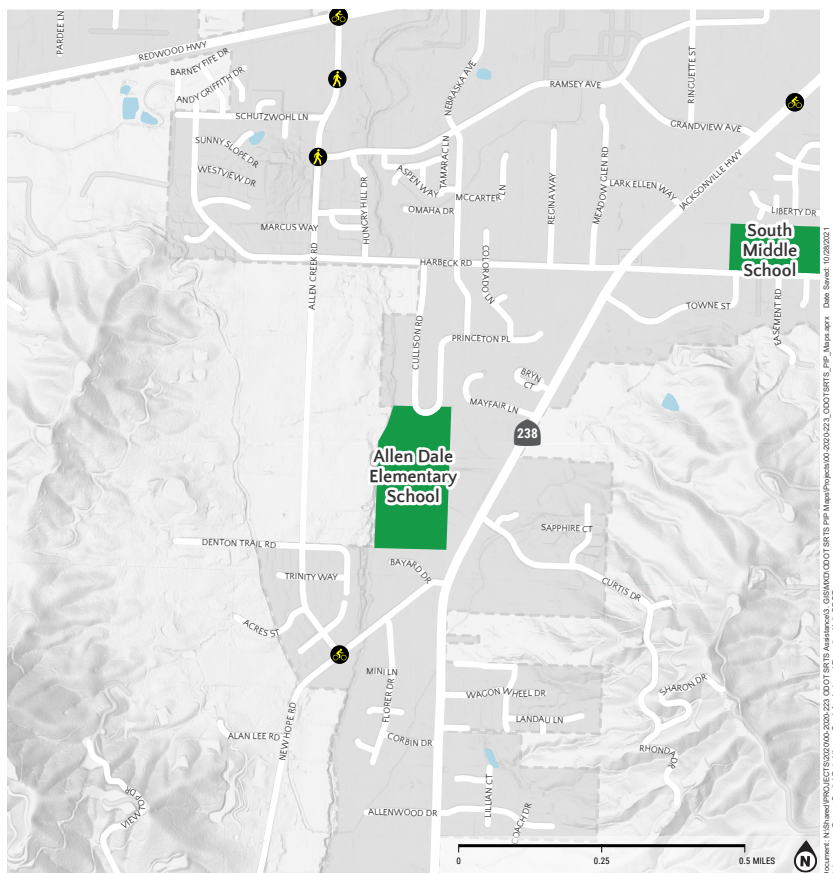 PARDEE LN
REDWOOD HWY
BARNEY FIFE DR
ANDY GRIFFITH DR
SCHUTZWOHL LN
SUNNY SLOPE DR
WESTVIEW DR
MARCUS WAY
ALLEN CREEK RD
HUNGRY HILL DR
NEBRASKA AVE
RAMSEY AVE
RINGUETTE ST
GRANDVIEW AVE
JACKSONVILLE HWY
TAMARAC LN
ASPEN WAY
MCCARTER LN
OMAHA DR
REGINA WAY
MEADOW GLEN RD
LARK ELLEN WAY
LIBERTY DR
South
Middle
School
HARBECK RD
COLORADO LN
CULLISON RD
PRINCETON PL
TOWNE ST
EASEMENT RD
BRYN
CT
MAYFAIR LN
238
Allen Dale
Elementary
School
SAPPHIRE CT
DENTON TRAIL RD
BAYARD DR
TRINITY WAY
CURTIS DR
ACRES ST
MINI LN
FLORER DR
WAGON WHEEL DR
SHARON DR
LANDAU LN
NEW HOPE RD
ALAN LEE RD
CORBIN DR
RHONDA DR
VIEW TOP DR
ALLENWOOD DR
LILLIAN CT
COACH DR
0
0.25
0.5 MILES
N
Date Saved: 10/28/2021